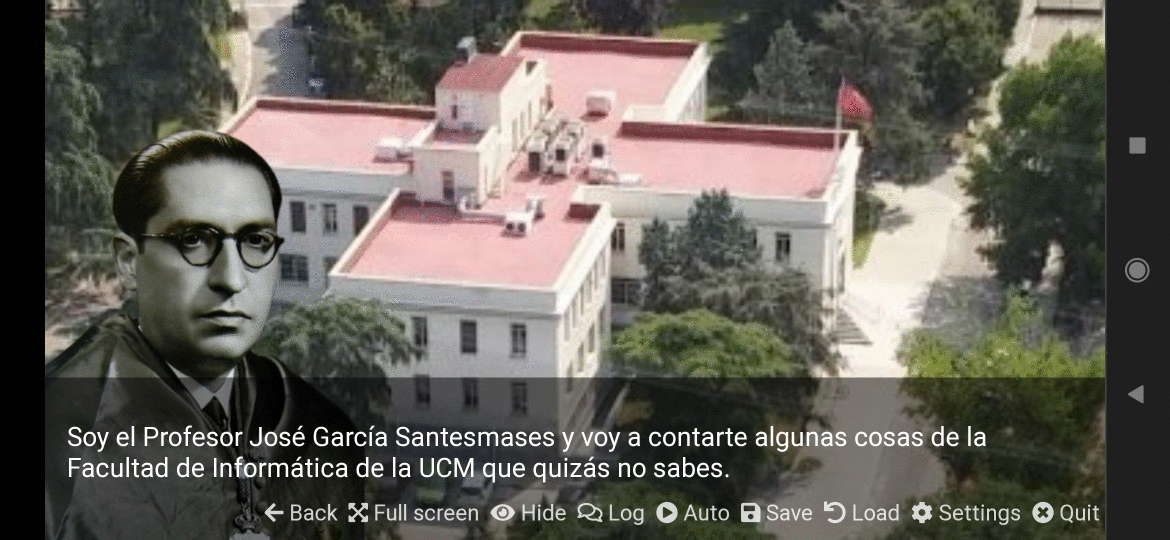 Soy el Profesor José García Santesmases y voy a contarte algunas cosas de la
Facultad de Informática de la UCM que quizás no sabes.
Back Full screen Hide Log Auto Save Load Settings Quit